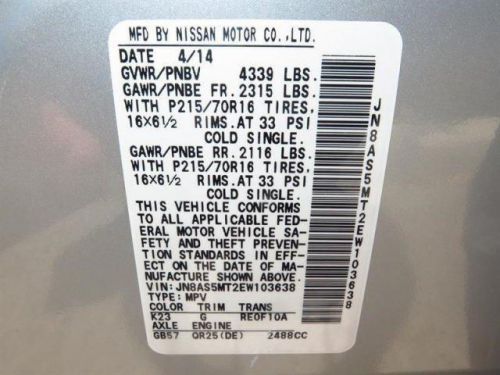 MFD BY NISSAN MOTOR CO.,LTD.
DATE 4/14
GVWR/PNBV 4339 LBS.
GAWR/PNBE FR. 2315 LBS.
WITH P215/70R16 TIRES.
16X6½ RIMS.AT 33 PSI
COLD SINGLE.
GAWR/PNBE RR. 2116 LBS.
WITH P215/70R16 TIRES.
16X6½ RIMS.AT 33 PSI
COLD SINGLE.
THIS VEHICLE CONFORMS
TO ALL APPLICABLE FED-
ERAL MOTOR VEHICLE SA-
FETY AND THEFT PREVEN-
TION STANDARDS IN EFF-
ECT ON THE DATE OF MA-
NUFACTURE SHOWN ABOVE.
VIN: JN8AS5MT2EW103638
TYPE: MPV
COLOR TRIM TRANS
K23 G RE0F10A
AXLE ENGINE
GB57 QR25(DE) 2488CC
JN8AS5MT2EW103638